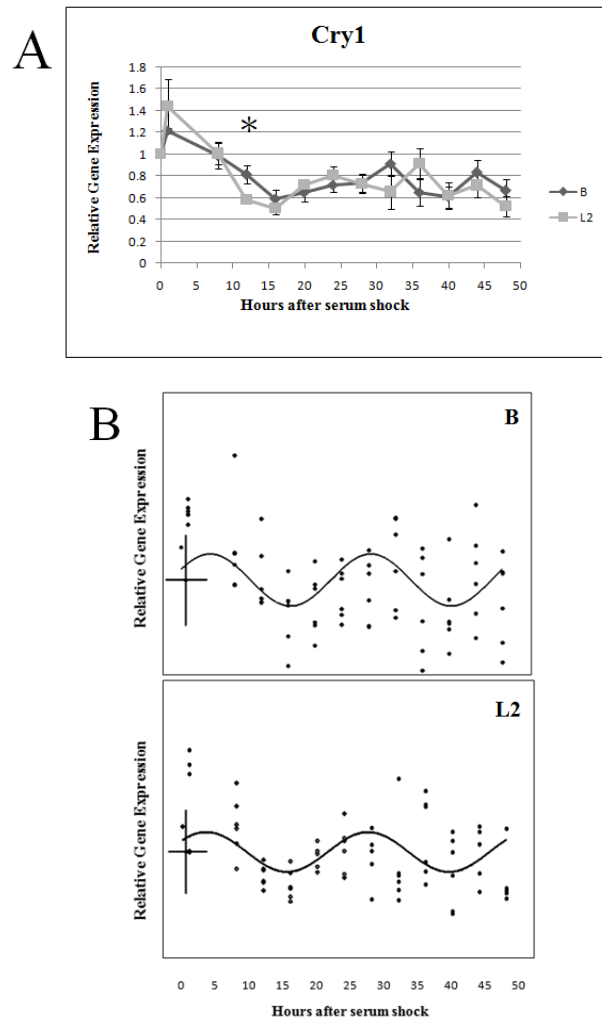 A
Cry1
Relative Gene Expression
1.8
1.6
1.4
1.2
1
0.8
0.6
0.4
0.2
0
*
0 5 10 15 20 25 30 35 40 45 50
Hours after serum shock
B
L2
B
B
Relative Gene Expression
L2
Relative Gene Expression
0 5 10 15 20 25 30 35 40 45 50
Hours after serum shock